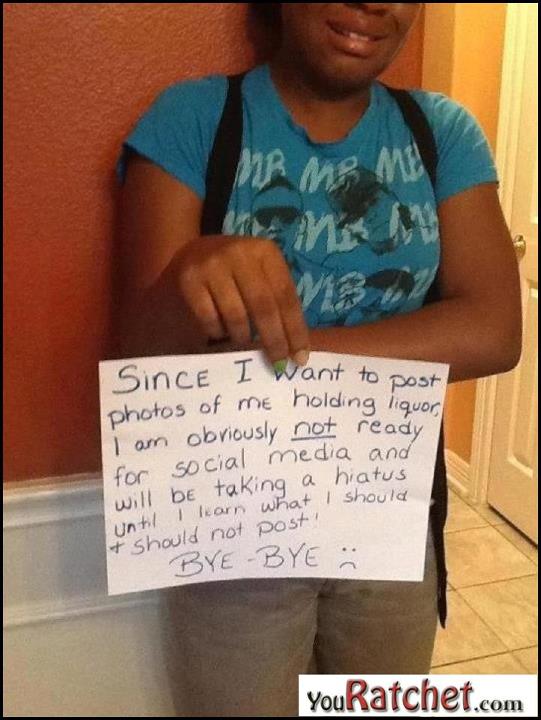 MB MB MB
MB MB
MB MB
SINCE I want to post
photos of me holding liquor,
I am obviously not ready
for social media and
will be taking a hiatus
until I learn what I should
+ should not post!
BYE-BYE :(
YouRatchet.com